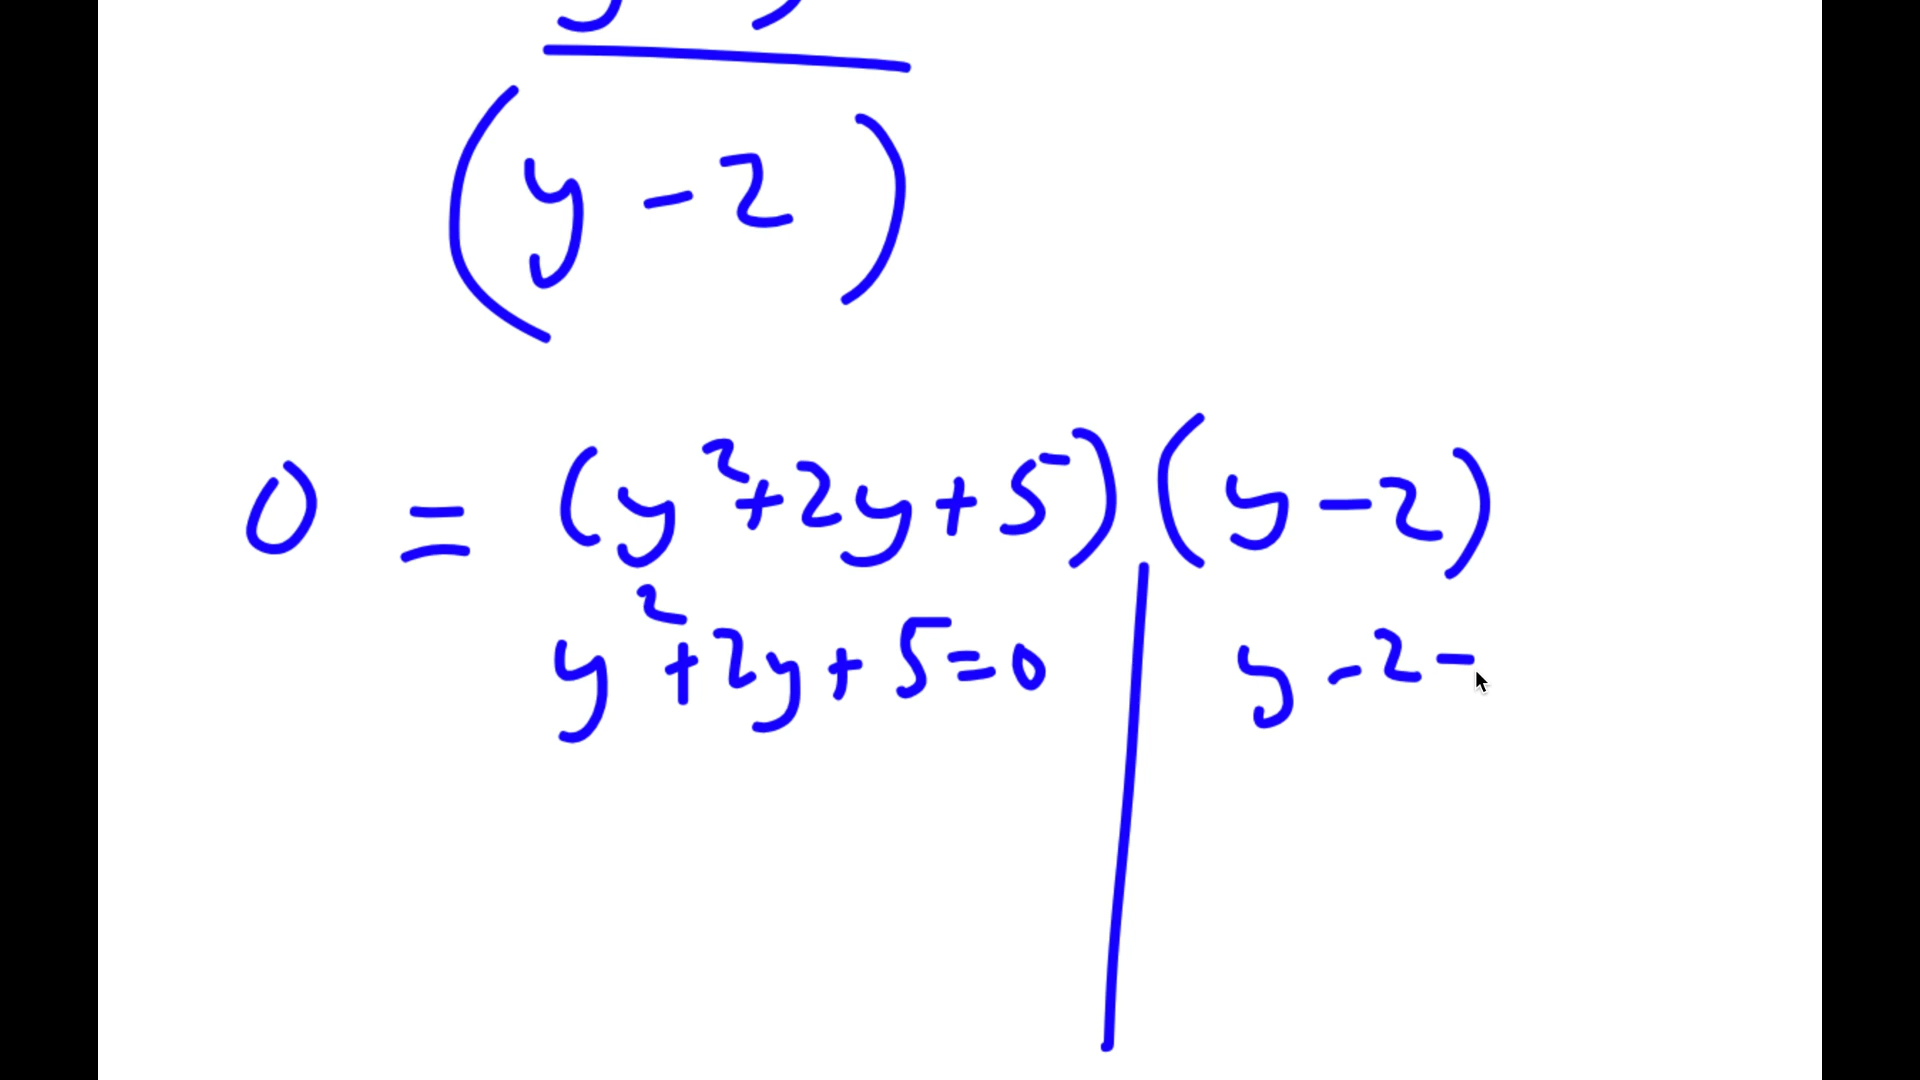 (y - 2)
0 = (y²+2y+5)(y-2)
y²+2y+5=0 | y-2-